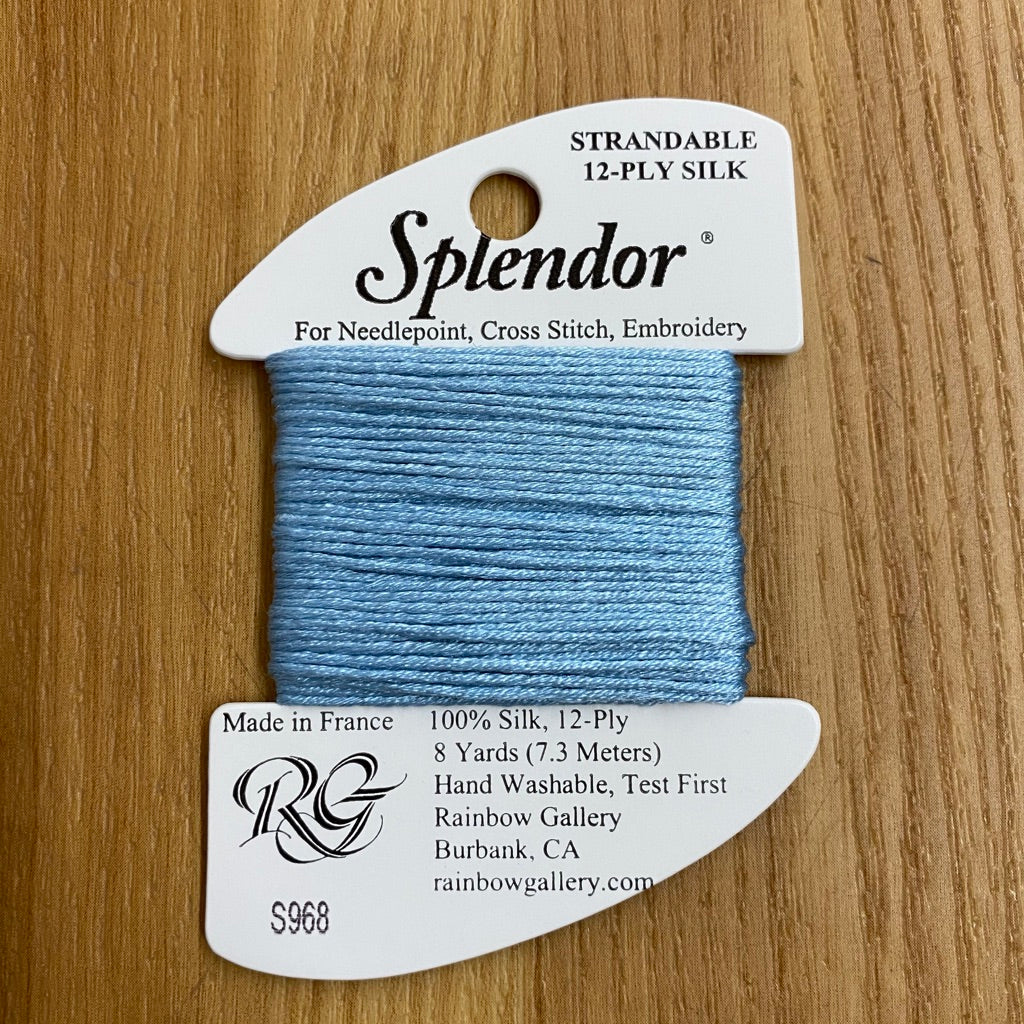 STRANDABLE
12-PLY SILK
Splendor ®
For Needlepoint, Cross Stitch, Embroidery
Made in France
RG
S968
100% Silk, 12-Ply
8 Yards (7.3 Meters)
Hand Washable, Test First
Rainbow Gallery
Burbank, CA
rainbowgallery.com